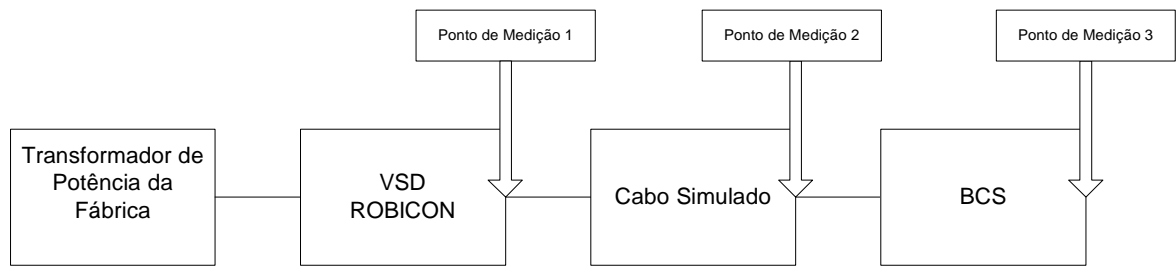 Ponto de Medição 1
Ponto de Medição 2
Ponto de Medição 3
Transformador de
Potência da
Fábrica
VSD
ROBICON
Cabo Simulado
BCS